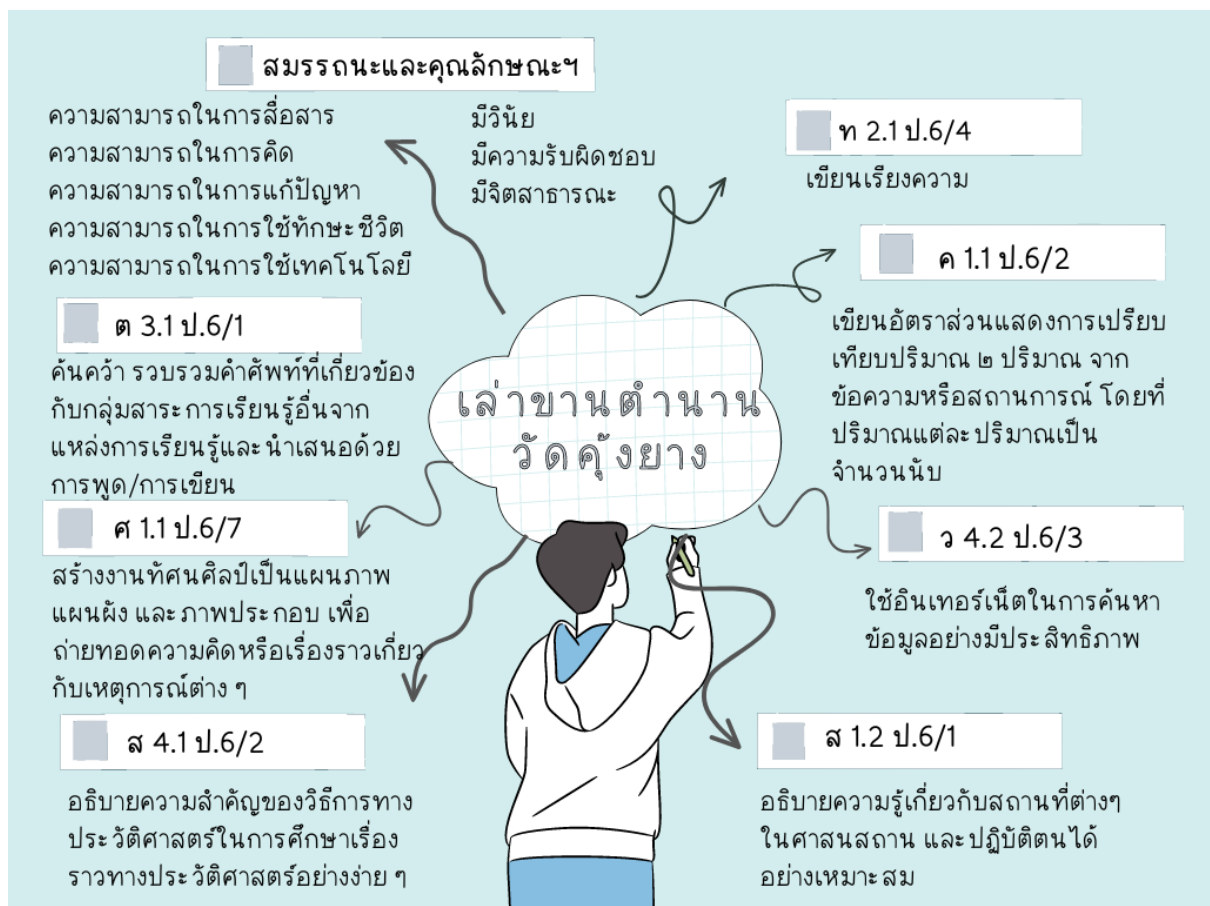 สมรรถนะและคุณลักษณะฯ
ความสามารถในการสื่อสาร
ความสามารถในการคิด
ความสามารถในการแก้ปัญหา
ความสามารถในการใช้ทักษะชีวิต
ความสามารถในการใช้เทคโนโลยี
มีวินัย
มีความรับผิดชอบ
มีจิตสาธารณะ
ท 2.1 ป.6/4
เขียนเรียงความ
ค 1.1 ป.6/2
เขียนอัตราส่วนแสดงการเปรียบ
เทียบปริมาณ ๒ ปริมาณ จาก
ข้อความหรือสถานการณ์ โดยที่
ปริมาณแต่ละปริมาณเป็น
จำนวนนับ
ต 3.1 ป.6/1
ค้นคว้า รวบรวมคำศัพท์ที่เกี่ยวข้อง
กับกลุ่มสาระการเรียนรู้อื่นจาก
แหล่งการเรียนรู้และนำเสนอด้วย
การพูด/การเขียน
เล่าขานตำนาน
วัดคุ้งยาง
ศ 1.1 ป.6/7
สร้างงานทัศนศิลป์เป็นแผนภาพ
แผนผัง และภาพประกอบ เพื่อ
ถ่ายทอดความคิดหรือเรื่องราวเกี่ยว
กับเหตุการณ์ต่าง ๆ
ว 4.2 ป.6/3
ใช้อินเทอร์เน็ตในการค้นหา
ข้อมูลอย่างมีประสิทธิภาพ
ส 4.1 ป.6/2
อธิบายความสำคัญของวิธีการทาง
ประวัติศาสตร์ในการศึกษาเรื่อง
ราวทางประวัติศาสตร์อย่างง่าย ๆ
ส 1.2 ป.6/1
อธิบายความรู้เกี่ยวกับสถานที่ต่างๆ
ในศาสนสถาน และปฏิบัติตนได้
อย่างเหมาะสม